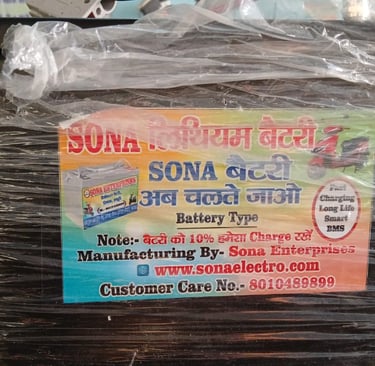 SONA लिथियम बैटरी
SONA बैटरी
अब चलते जाओ
Battery Type
Fast
Charging
Long Life
Smart
BMS
Note:- बैटरी को 10% हमेशा Charge रखें
Manufacturing By- Sona Enterprises
www.sonaelectro.com
Customer Care No.- 8010489899